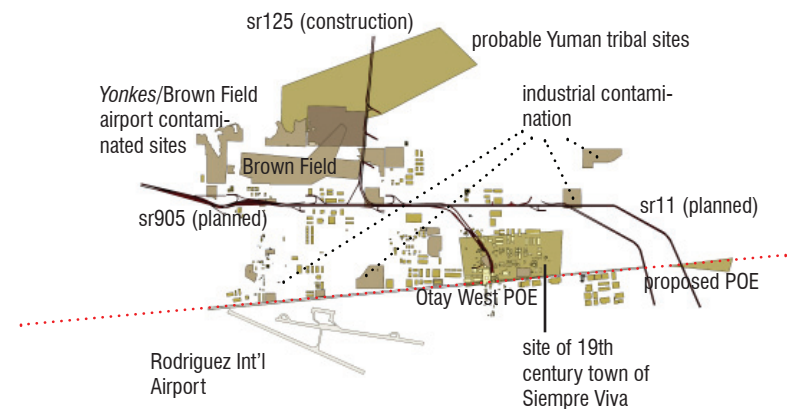 sr125 (construction)
probable Yuman tribal sites
Yonkes/Brown Field
airport contami-
nated sites
industrial contami-
nation
Brown Field
sr905 (planned)
sr11 (planned)
Otay West POE
proposed POE
Rodriguez Int'l
Airport
site of 19th
century town of
Siempre Viva